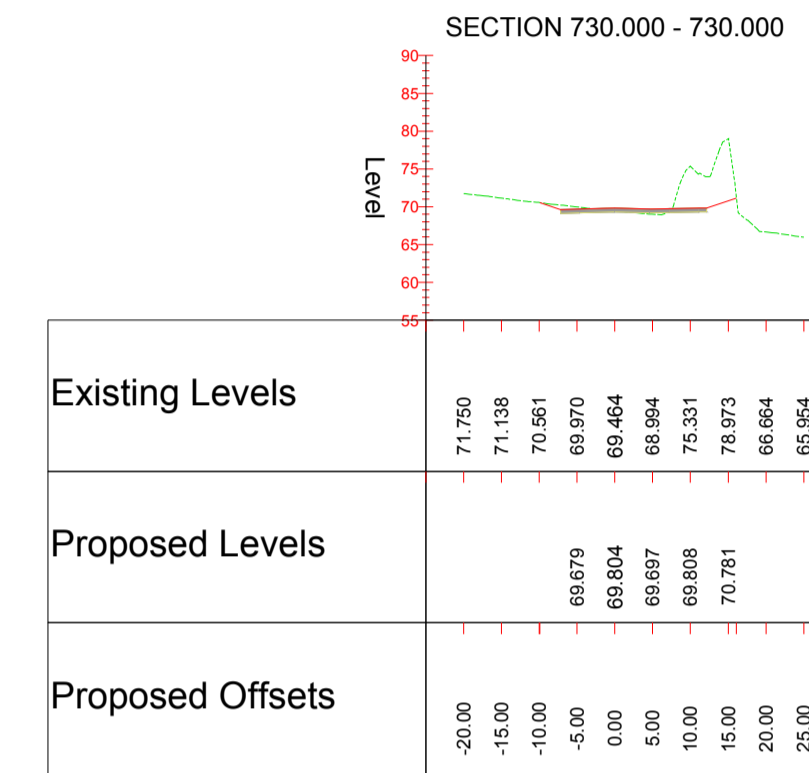 SECTION 730.000 - 730.000
90
85
80
75
70
65
60
55
Level
Existing Levels
71.750 71.138 70.561 69.970 69.464 68.994 75.331 78.973 66.664 65.954
Proposed Levels
69.679 69.804 69.697 69.808 70.781
Proposed Offsets
-20.00 -15.00 -10.00 -5.00 0.00 5.00 10.00 15.00 20.00 25.00